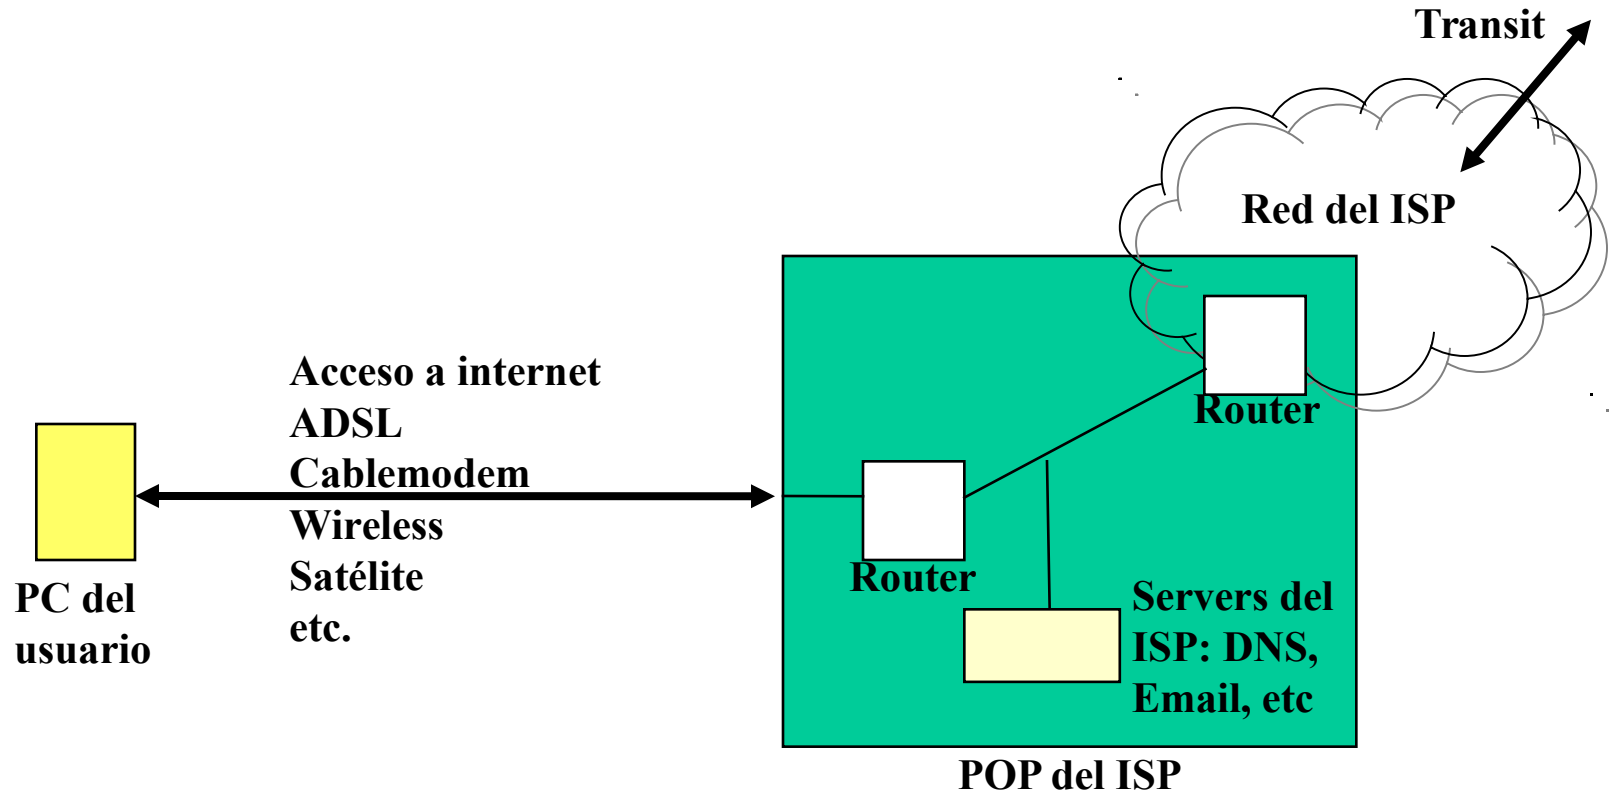 Transit
Red del ISP
Acceso a internet
ADSL
Cablemodem
Wireless
Satélite
etc.
Router
Router
PC del
usuario
Servers del
ISP: DNS,
Email, etc
POP del ISP